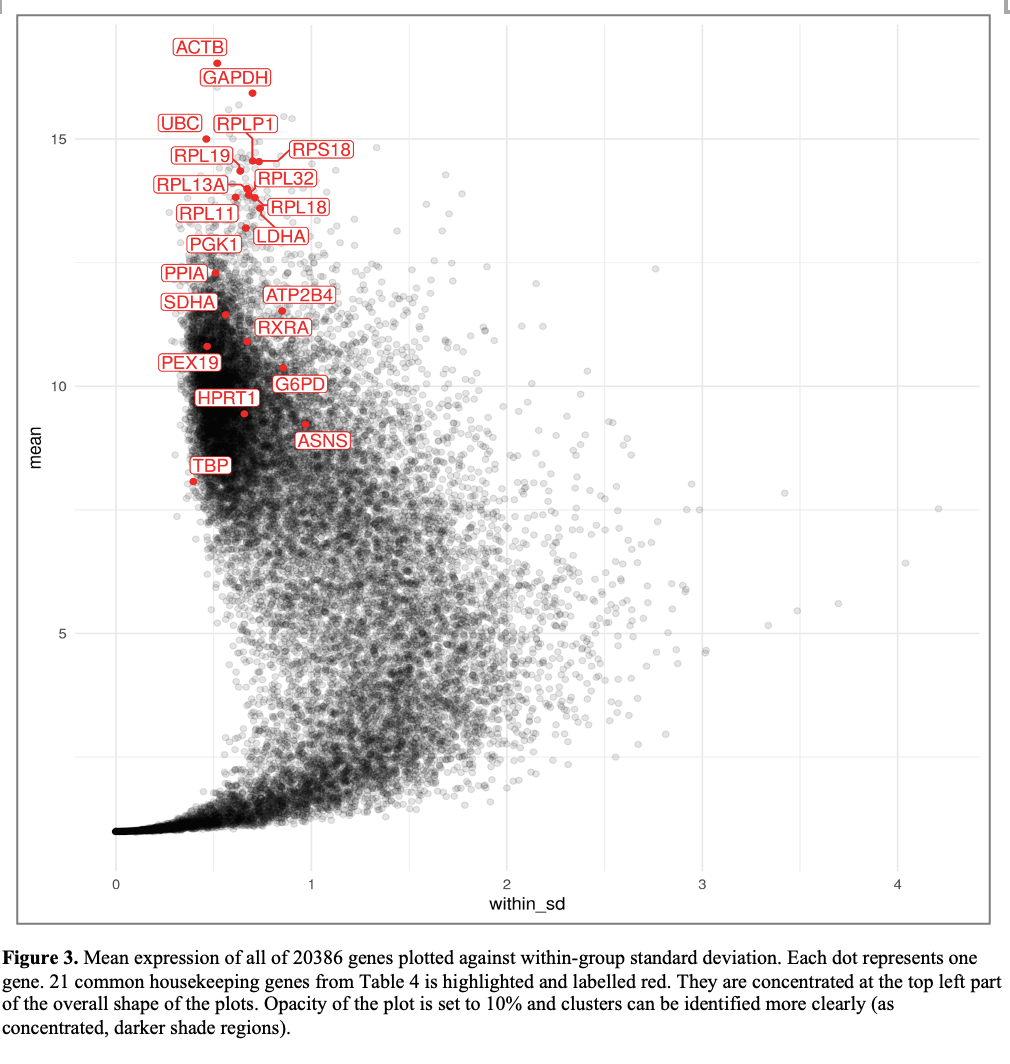 ACTB
GAPDH
UBC
RPLP1
RPS18
RPL19
RPL32
RPL13A
RPL18
RPL11
LDHA
PGK1
PPIA
ATP2B4
SDHA
RXRA
PEX19
G6PD
HPRT1
ASNS
TBP
15
10
5
mean
0 1 2 3 4
within_sd
Figure 3. Mean expression of all of 20386 genes plotted against within-group standard deviation. Each dot represents one
gene. 21 common housekeeping genes from Table 4 is highlighted and labelled red. They are concentrated at the top left part
of the overall shape of the plots. Opacity of the plot is set to 10% and clusters can be identified more clearly (as
concentrated, darker shade regions).